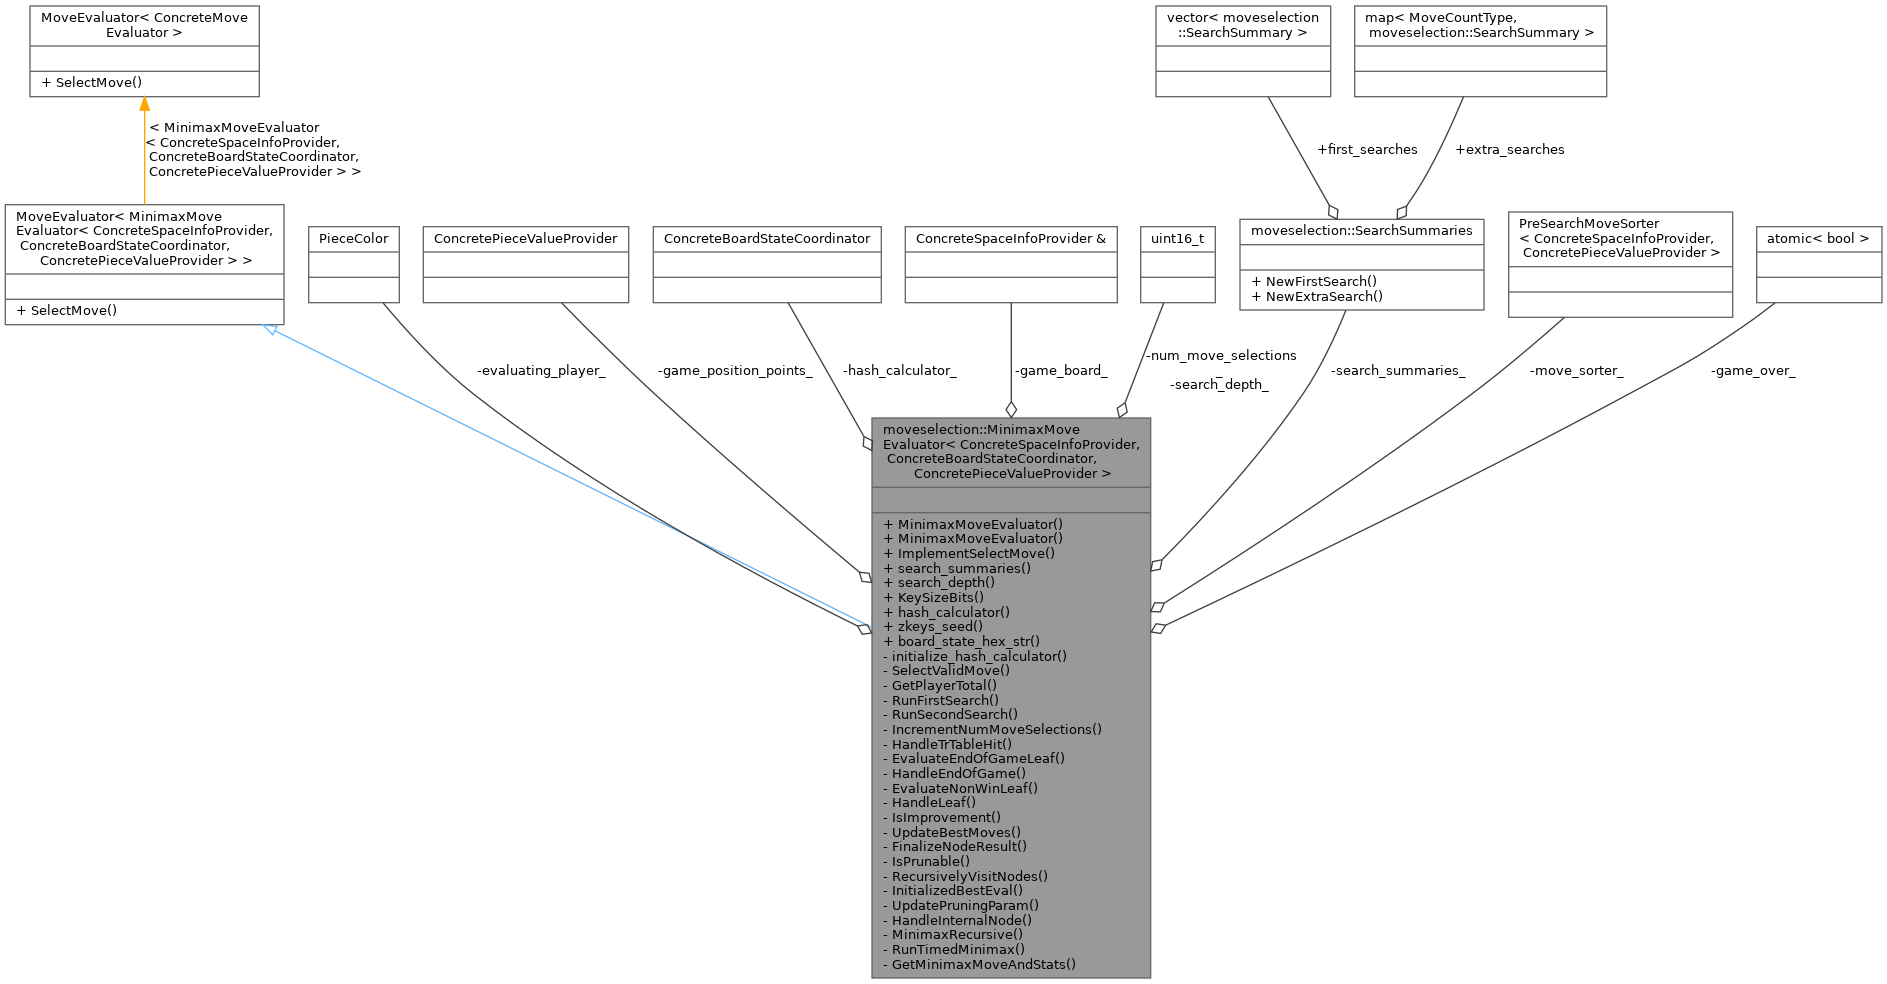 MoveEvaluator< ConcreteMove
Evaluator >
+ SelectMove()
vector< moveselection
::SearchSummary >
map< MoveCountType,
moveselection::SearchSummary >
< MinimaxMoveEvaluator
< ConcreteSpaceInfoProvider,
ConcreteBoardStateCoordinator,
ConcretePieceValueProvider > >
+first_searches
+extra_searches
MoveEvaluator< MinimaxMove
Evaluator< ConcreteSpaceInfoProvider,
ConcreteBoardStateCoordinator,
ConcretePieceValueProvider > >
+ SelectMove()
PieceColor
ConcretePieceValueProvider
ConcreteBoardStateCoordinator
ConcreteSpaceInfoProvider &
uint16_t
moveselection::SearchSummaries
+ NewFirstSearch()
+ NewExtraSearch()
PreSearchMoveSorter
< ConcreteSpaceInfoProvider,
ConcretePieceValueProvider >
atomic< bool >
-evaluating_player_
-game_position_points_
-hash_calculator_
-game_board_
-num_move_selections
_
-search_depth_
-search_summaries_
-move_sorter_
-game_over_
moveselection::MinimaxMove
Evaluator< ConcreteSpaceInfoProvider,
ConcreteBoardStateCoordinator,
ConcretePieceValueProvider >
+ MinimaxMoveEvaluator()
+ MinimaxMoveEvaluator()
+ ImplementSelectMove()
+ search_summaries()
+ search_depth()
+ KeySizeBits()
+ hash_calculator()
+ zkeys_seed()
+ board_state_hex_str()
- initialize_hash_calculator()
- SelectValidMove()
- GetPlayerTotal()
- RunFirstSearch()
- RunSecondSearch()
- IncrementNumMoveSelections()
- HandleTrTableHit()
- EvaluateEndOfGameLeaf()
- HandleEndOfGame()
- EvaluateNonWinLeaf()
- HandleLeaf()
- IsImprovement()
- UpdateBestMoves()
- FinalizeNodeResult()
- IsPrunable()
- RecursivelyVisitNodes()
- InitializedBestEval()
- UpdatePruningParam()
- HandleInternalNode()
- MinimaxRecursive()
- RunTimedMinimax()
- GetMinimaxMoveAndStats()